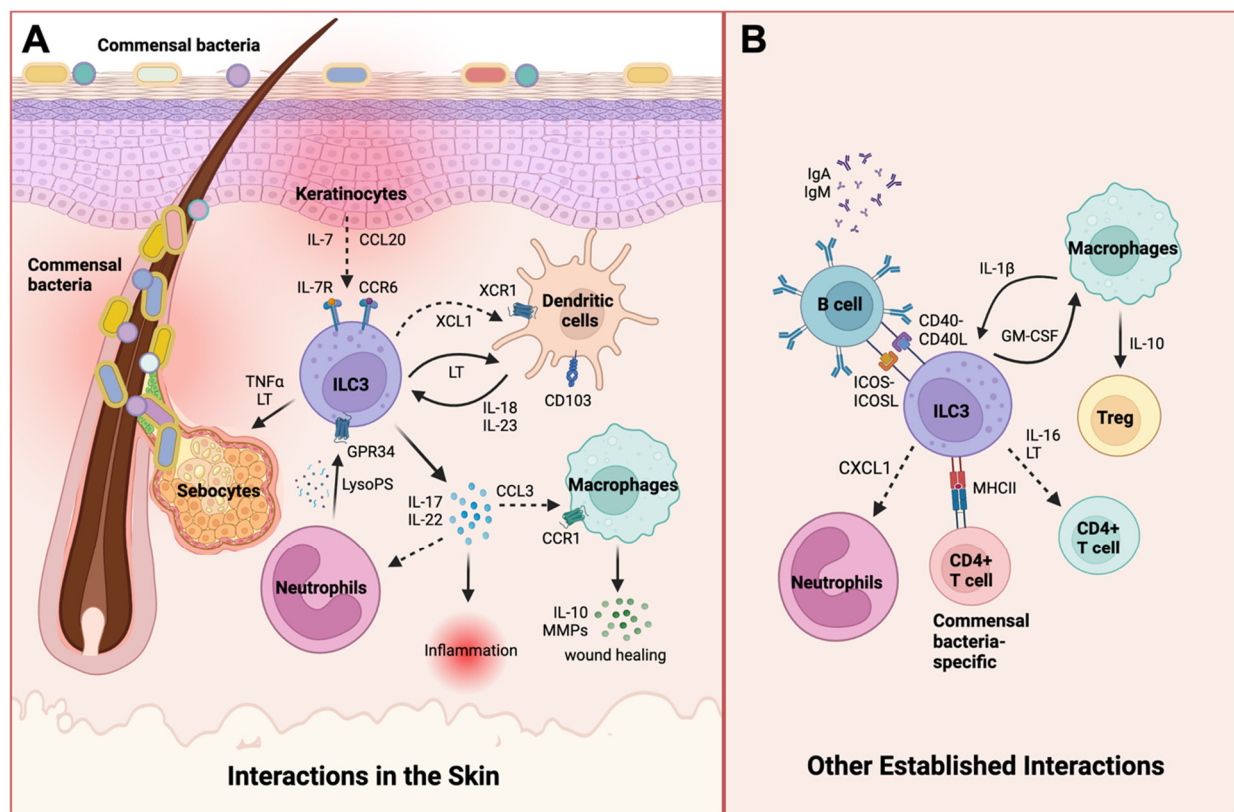 A
Commensal bacteria
Keratinocytes
IL-7
CCL20
Commensal
bacteria
IL-7R
CCR6
XCR1
XCL1
Dendritic
cells
ILC3
LT
CD103
TNFα
LT
IL-18
IL-23
GPR34
LysoPS
Sebocytes
IL-17
IL-22
CCL3
Macrophages
CCR1
Neutrophils
IL-10
MMPs
Inflammation
wound healing
Interactions in the Skin
B
IgA
IgM
Macrophages
IL-1β
B cell
CD40-
CD40L
GM-CSF
IL-10
ICOS-
ICOSL
ILC3
Treg
IL-16
LT
CXCL1
MHCII
CD4+
T cell
Neutrophils
CD4+
T cell
Commensal
bacteria-
specific
Other Established Interactions